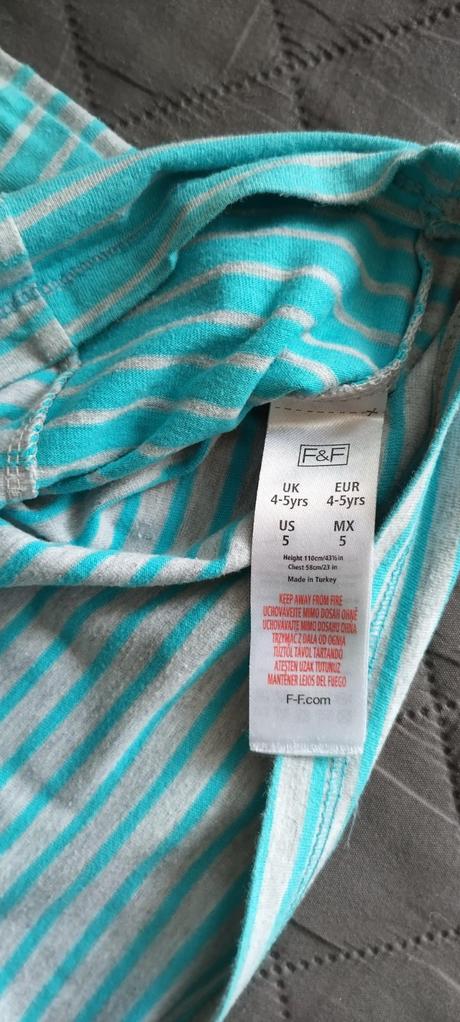 F&F
UK EUR
4-5yrs 4-5yrs
US MX
5 5
Height 110cm/43½in
Chest 58cm/23 in
Made in Turkey
KEEP AWAY FROM FIRE
UCHOVÁVEJTE MIMO DOSAH OHNĚ
UCHOVÁVAJTE MIMO DOSAHU OHŇA
TRZYMAĆ Z DALA OD OGNIA
TŰZTŐL TÁVOL TARTANDÓ
ATEŞTEN UZAK TUTUNUZ
MANTENER LEJOS DEL FUEGO
F-F.com